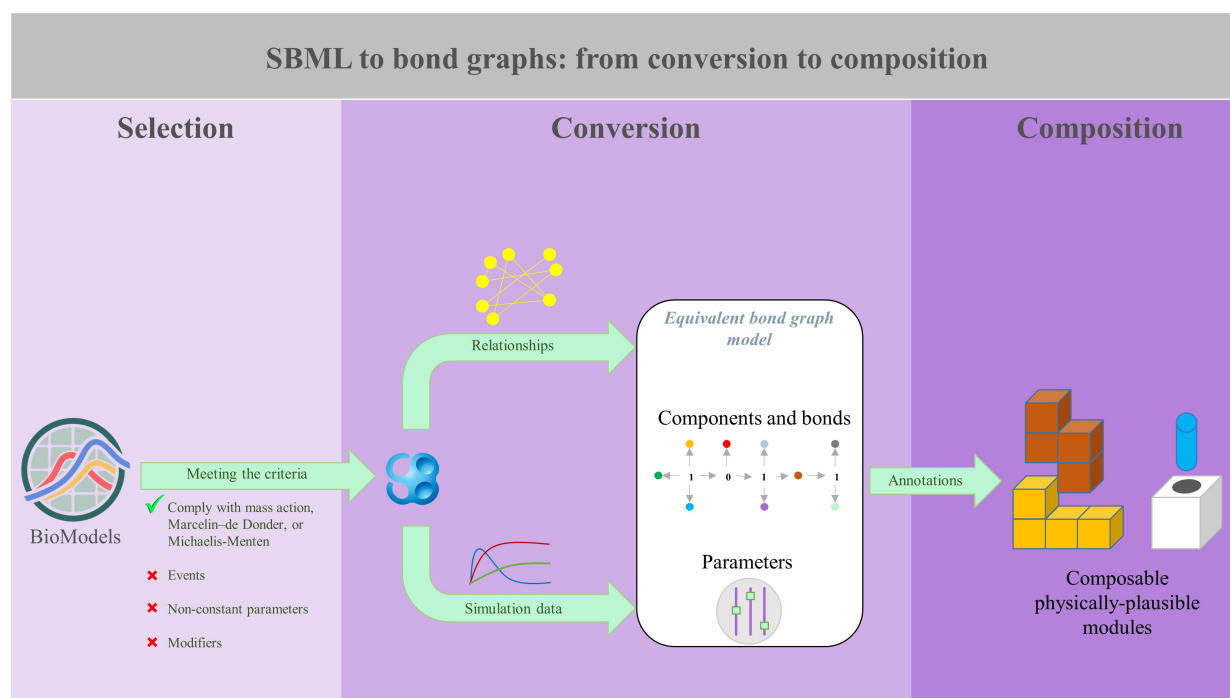 SBML to bond graphs: from conversion to composition
Selection
Conversion
Composition
BioModels
Meeting the criteria
Comply with mass action,
Marcelin–de Donder, or
Michaelis-Menten
Events
Non-constant parameters
Modifiers
Relationships
Simulation data
Equivalent bond graph
model
Components and bonds
1 0 1 1
Parameters
Annotations
Composable
physically-plausible
modules